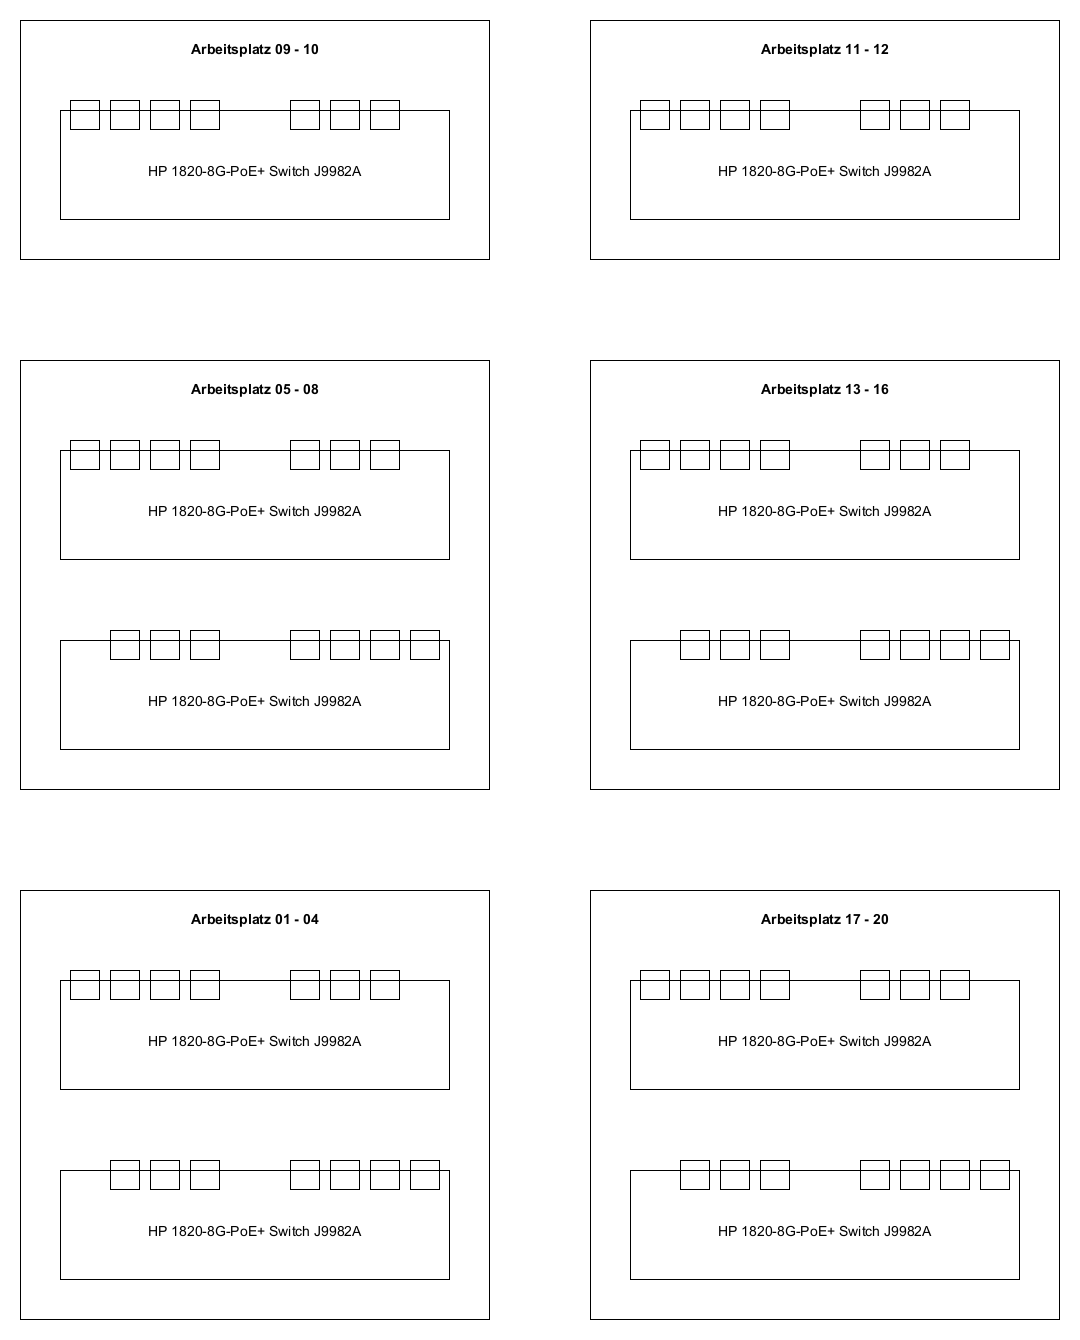 Arbeitsplatz 09 - 10
HP 1820-8G-PoE+ Switch J9982A
Arbeitsplatz 11 - 12
HP 1820-8G-PoE+ Switch J9982A
Arbeitsplatz 05 - 08
HP 1820-8G-PoE+ Switch J9982A
HP 1820-8G-PoE+ Switch J9982A
Arbeitsplatz 13 - 16
HP 1820-8G-PoE+ Switch J9982A
HP 1820-8G-PoE+ Switch J9982A
Arbeitsplatz 01 - 04
HP 1820-8G-PoE+ Switch J9982A
HP 1820-8G-PoE+ Switch J9982A
Arbeitsplatz 17 - 20
HP 1820-8G-PoE+ Switch J9982A
HP 1820-8G-PoE+ Switch J9982A